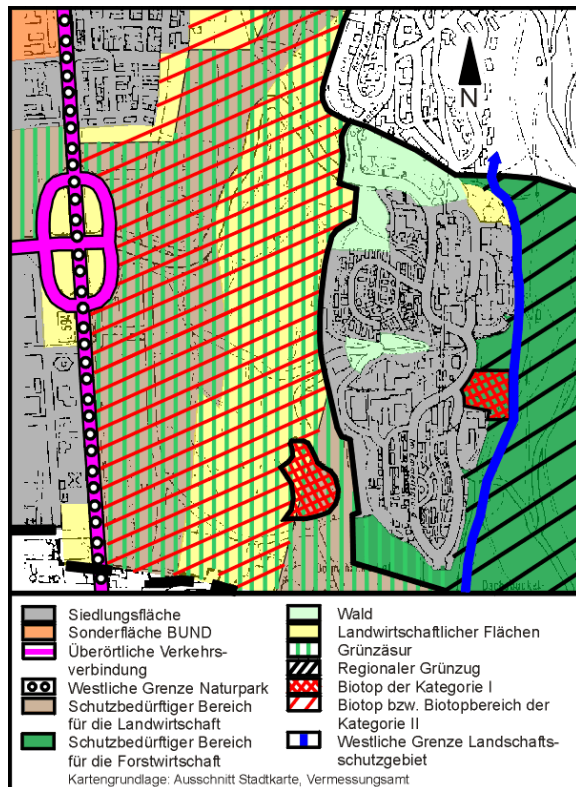 N
Siedlungsfläche
Sonderfläche BUND
Überörtliche Verkehrs-
verbindung
Westliche Grenze Naturpark
Schutzbedürftiger Bereich
für die Landwirtschaft
Schutzbedürftiger Bereich
für die Forstwirtschaft
Wald
Landwirtschaftlicher Flächen
Grünzäsur
Regionaler Grünzug
Biotop der Kategorie I
Biotop bzw. Biotopbereich der
Kategorie II
Westliche Grenze Landschafts-
schutzgebiet
Kartengrundlage: Ausschnitt Stadtkarte, Vermessungsamt